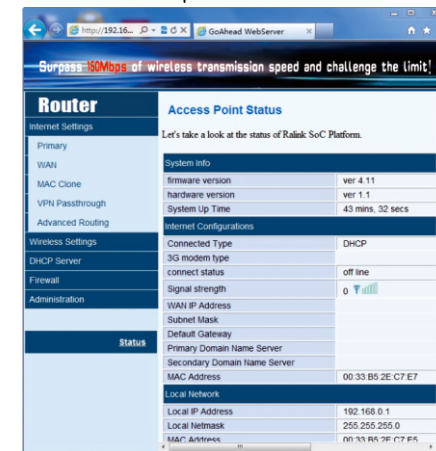 http://192.16...
GoAhead WebServer
Surpass 150Mbps of wireless transmission speed and challenge the limit!
Router
Internet Settings
Primary
WAN
MAC Clone
VPN Passthrough
Advanced Routing
Wireless Settings
DHCP Server
Firewall
Administration
Status
Access Point Status
Let's take a look at the status of Ralink SoC Platform.
System Info
firmware version ver 4.11
hardware version ver 1.1
System Up Time 43 mins, 32 secs
Internet Configurations
Connected Type DHCP
3G modem type
connect status off line
Signal strength 0
WAN IP Address
Subnet Mask
Default Gateway
Primary Domain Name Server
Secondary Domain Name Server
MAC Address 00:33:B5:2E:C7:E7
Local Network
Local IP Address 192.168.0.1
Local Netmask 255.255.255.0
MAC Address 00:33:B5:2E:C7:E5